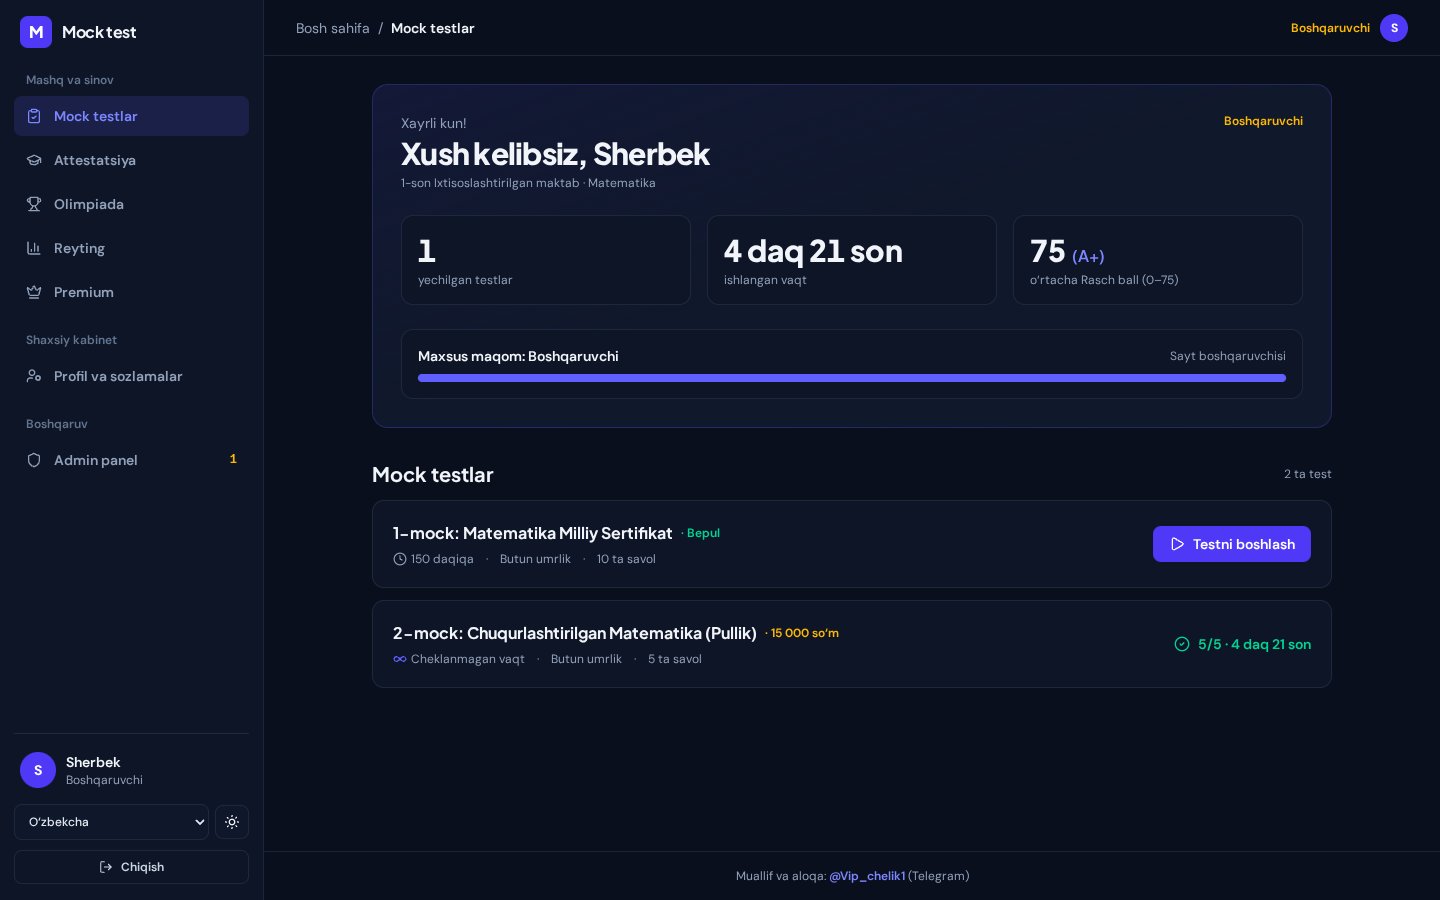 M Mock test
Mashq va sinov
Mock testlar
Attestatsiya
Olimpiada
Reyting
Premium
Shaxsiy kabinet
Profil va sozlamalar
Boshqaruv
Admin panel 1
S Sherbek
Boshqaruvchi
O‘zbekcha
Chiqish
Bosh sahifa / Mock testlar
Boshqaruvchi S
Xayrli kun!
Boshqaruvchi
Xush kelibsiz, Sherbek
1-son Ixtisoslashtirilgan maktab · Matematika
1
yechilgan testlar
4 daq 21 son
ishlangan vaqt
75 (A+)
o‘rtacha Rasch ball (0–75)
Maxsus maqom: Boshqaruvchi
Sayt boshqaruvchisi
Mock testlar
2 ta test
1-mock: Matematika Milliy Sertifikat · Bepul
150 daqiqa · Butun umrlik · 10 ta savol
Testni boshlash
2-mock: Chuqurlashtirilgan Matematika (Pullik) · 15 000 so‘m
Cheklanmagan vaqt · Butun umrlik · 5 ta savol
5/5 · 4 daq 21 son
Muallif va aloqa: @Vip_chelik1 (Telegram)